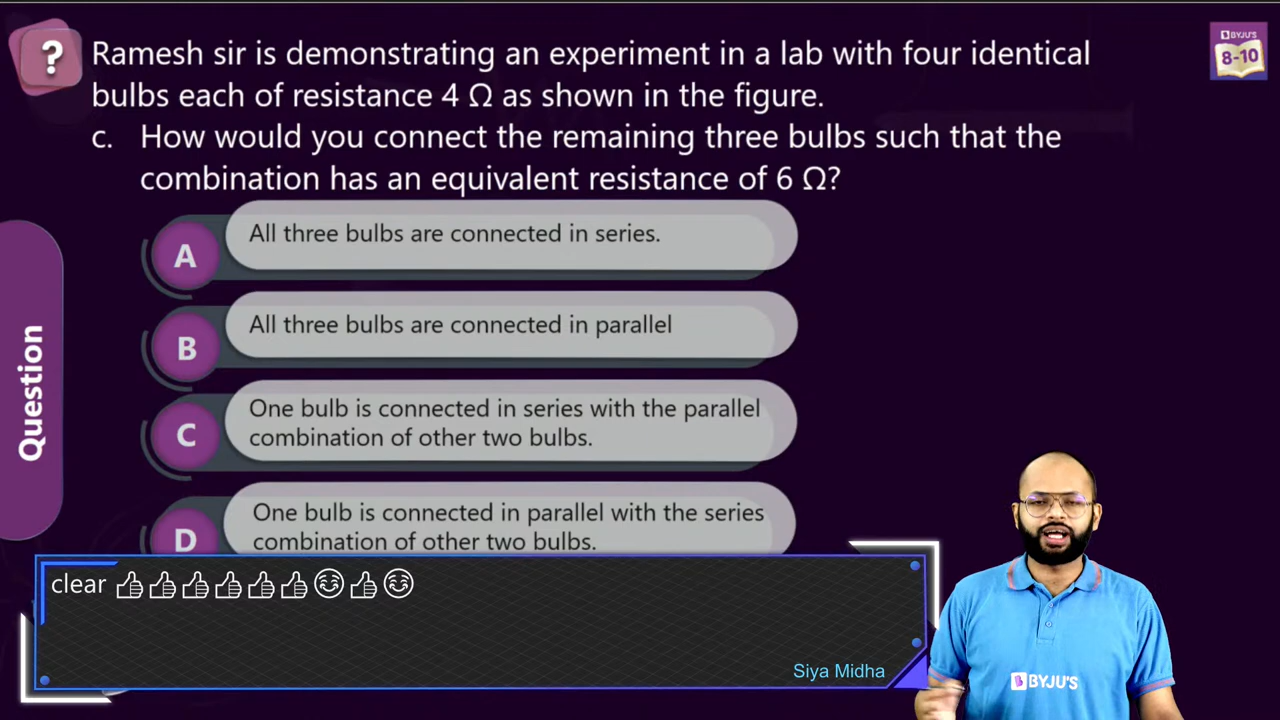 ?
Ramesh sir is demonstrating an experiment in a lab with four identical
bulbs each of resistance 4 Ω as shown in the figure.
c. How would you connect the remaining three bulbs such that the
combination has an equivalent resistance of 6 Ω?
BYJU'S
8-10
Question
A
All three bulbs are connected in series.
B
All three bulbs are connected in parallel
C
One bulb is connected in series with the parallel
combination of other two bulbs.
D
One bulb is connected in parallel with the series
combination of other two bulbs.
clear 👍👍👍👍👍👍😂👍😂
Siya Midha
BYJU'S